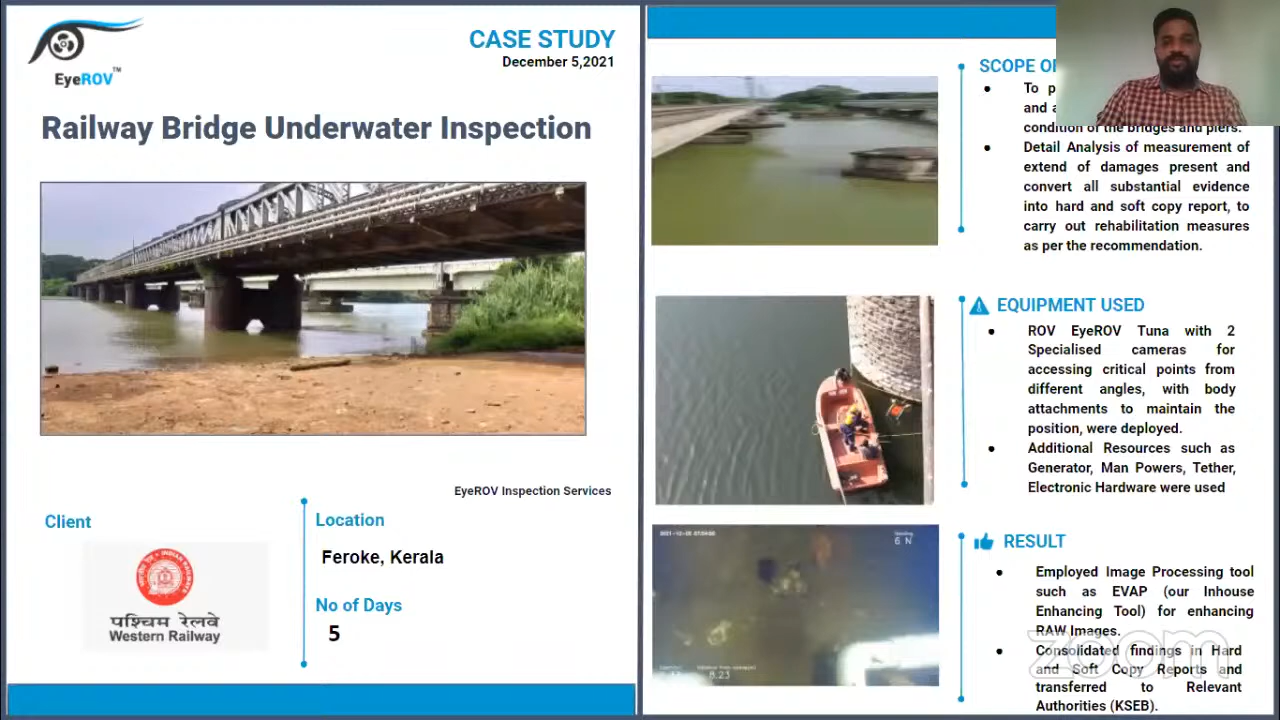 EyeROV™
CASE STUDY
December 5,2021
Railway Bridge Underwater Inspection
EyeROV Inspection Services
Client
पश्चिम रेलवे
Western Railway
Location
Feroke, Kerala
No of Days
5
SCOPE
To
and
condition of the bridges and piers.
Detail Analysis of measurement of
extend of damages present and
convert all substantial evidence
into hard and soft copy report, to
carry out rehabilitation measures
as per the recommendation.
EQUIPMENT USED
ROV EyeROV Tuna with 2
Specialised cameras for
accessing critical points from
different angles, with body
attachments to maintain the
position, were deployed.
Additional Resources such as
Generator, Man Powers, Tether,
Electronic Hardware were used
6 N
8.23
RESULT
Employed Image Processing tool
such as EVAP (our Inhouse
Enhancing Tool) for enhancing
RAW Images.
Consolidated findings in Hard
and Soft Copy Reports and
transferred to Relevant
Authorities (KSEB).
zoom